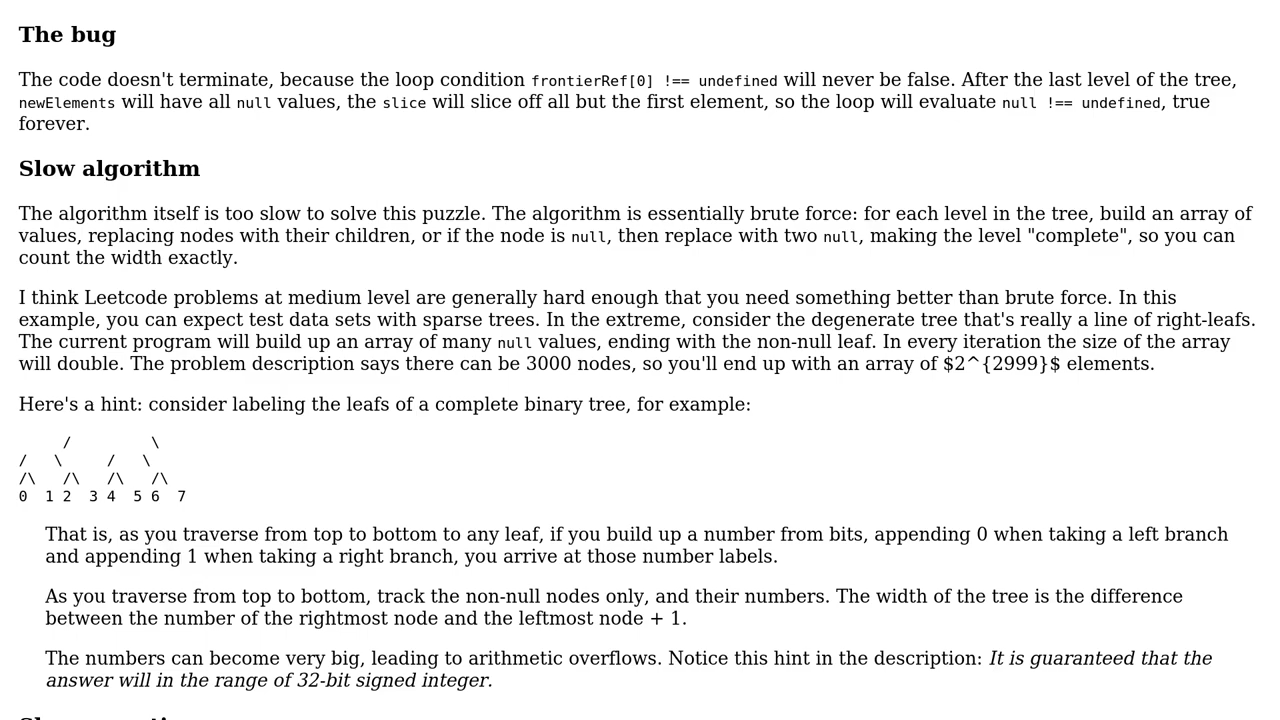 The bug
The code doesn't terminate, because the loop condition frontierRef[0] !== undefined will never be false. After the last level of the tree,
newElements will have all null values, the slice will slice off all but the first element, so the loop will evaluate null !== undefined, true
forever.
Slow algorithm
The algorithm itself is too slow to solve this puzzle. The algorithm is essentially brute force: for each level in the tree, build an array of
values, replacing nodes with their children, or if the node is null, then replace with two null, making the level "complete", so you can
count the width exactly.
I think Leetcode problems at medium level are generally hard enough that you need something better than brute force. In this
example, you can expect test data sets with sparse trees. In the extreme, consider the degenerate tree that's really a line of right-leafs.
The current program will build up an array of many null values, ending with the non-null leaf. In every iteration the size of the array
will double. The problem description says there can be 3000 nodes, so you'll end up with an array of $2^{2999}$ elements.
Here's a hint: consider labeling the leafs of a complete binary tree, for example:
     /         \
/   \     /   \
/\   /\   /\   /\
0  1 2  3 4  5 6  7
That is, as you traverse from top to bottom to any leaf, if you build up a number from bits, appending 0 when taking a left branch
and appending 1 when taking a right branch, you arrive at those number labels.
As you traverse from top to bottom, track the non-null nodes only, and their numbers. The width of the tree is the difference
between the number of the rightmost node and the leftmost node + 1.
The numbers can become very big, leading to arithmetic overflows. Notice this hint in the description: It is guaranteed that the
answer will in the range of 32-bit signed integer.